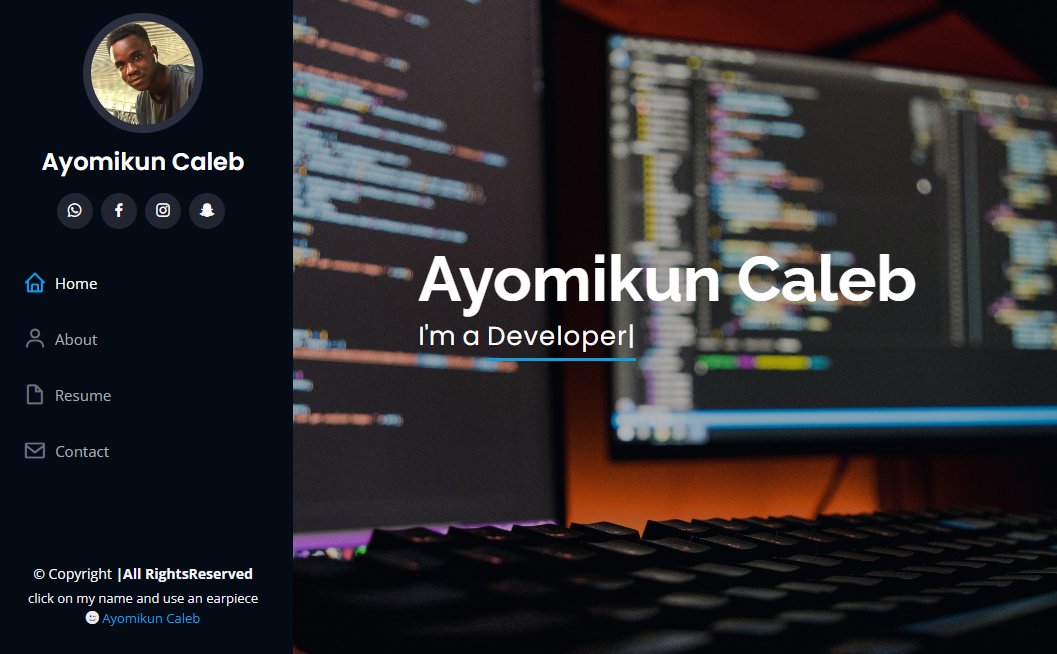 Ayomikun Caleb
Home
About
Resume
Contact
© Copyright |All RightsReserved
click on my name and use an earpiece
Ayomikun Caleb
Ayomikun Caleb
I'm a Developer|